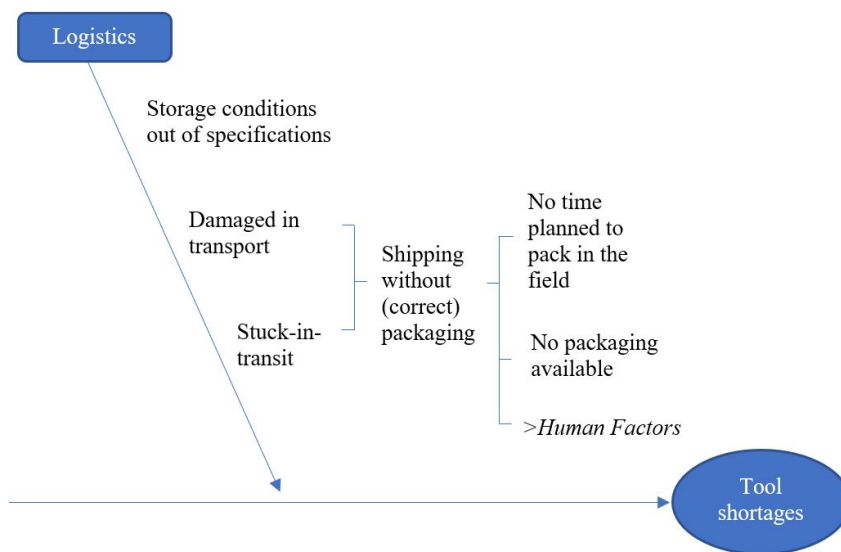 Logistics
Storage conditions
out of specifications
Damaged in
transport
Stuck-in-
transit
Shipping
without
(correct)
packaging
No time
planned to
pack in the
field
No packaging
available
>Human Factors
Tool
shortages